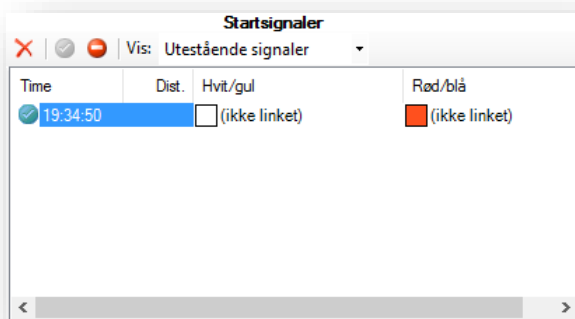 Startsignaler
Vis: Utestående signaler
Time Dist. Hvit/gul Rød/blå
19:34:50 (ikke linket) (ikke linket)